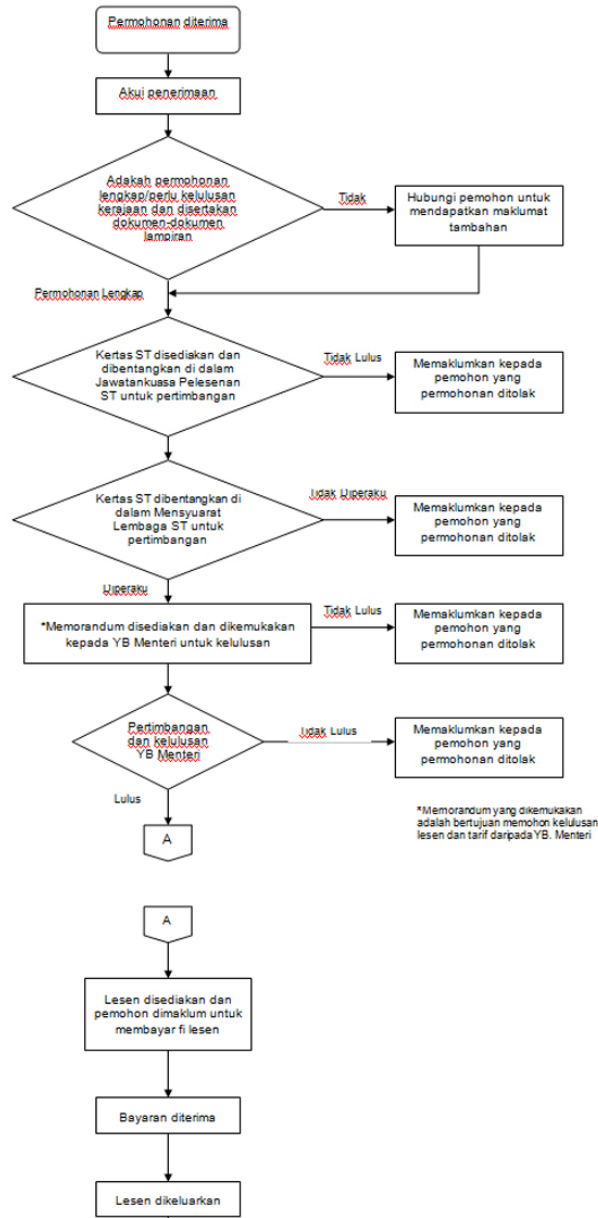 Permohonan diterima
Akui penerimaan
Adakah permohonan
lengkap/perlu kelulusan
kerajaan dan disertakan
dokumen-dokumen
lampiran
Tidak
Hubungi pemohon untuk
mendapatkan maklumat
tambahan
Permohonan Lengkap
Kertas ST disediakan dan
dibentangkan di dalam
Jawatankuasa Pelesenan
ST untuk pertimbangan
Tidak Lulus
Memaklumkan kepada
pemohon yang
permohonan ditolak
Kertas ST dibentangkan di
dalam Mensyuarat
Lembaga ST untuk
pertimbangan
Tidak Diperaku
Memaklumkan kepada
pemohon yang
permohonan ditolak
Diperaku
*Memorandum disediakan dan dikemukakan
kepada YB Menteri untuk kelulusan
Tidak Lulus
Memaklumkan kepada
pemohon yang
permohonan ditolak
Pertimbangan
dan kelulusan
YB Menteri
Tidak Lulus
Memaklumkan kepada
pemohon yang
permohonan ditolak
Lulus
A
*Memorandum yang dikemukakan
adalah bertujuan memohon kelulusan
lesen dan tarif daripada YB. Menteri
A
Lesen disediakan dan
pemohon dimaklum untuk
membayar fi lesen
Bayaran diterima
Lesen dikeluarkan